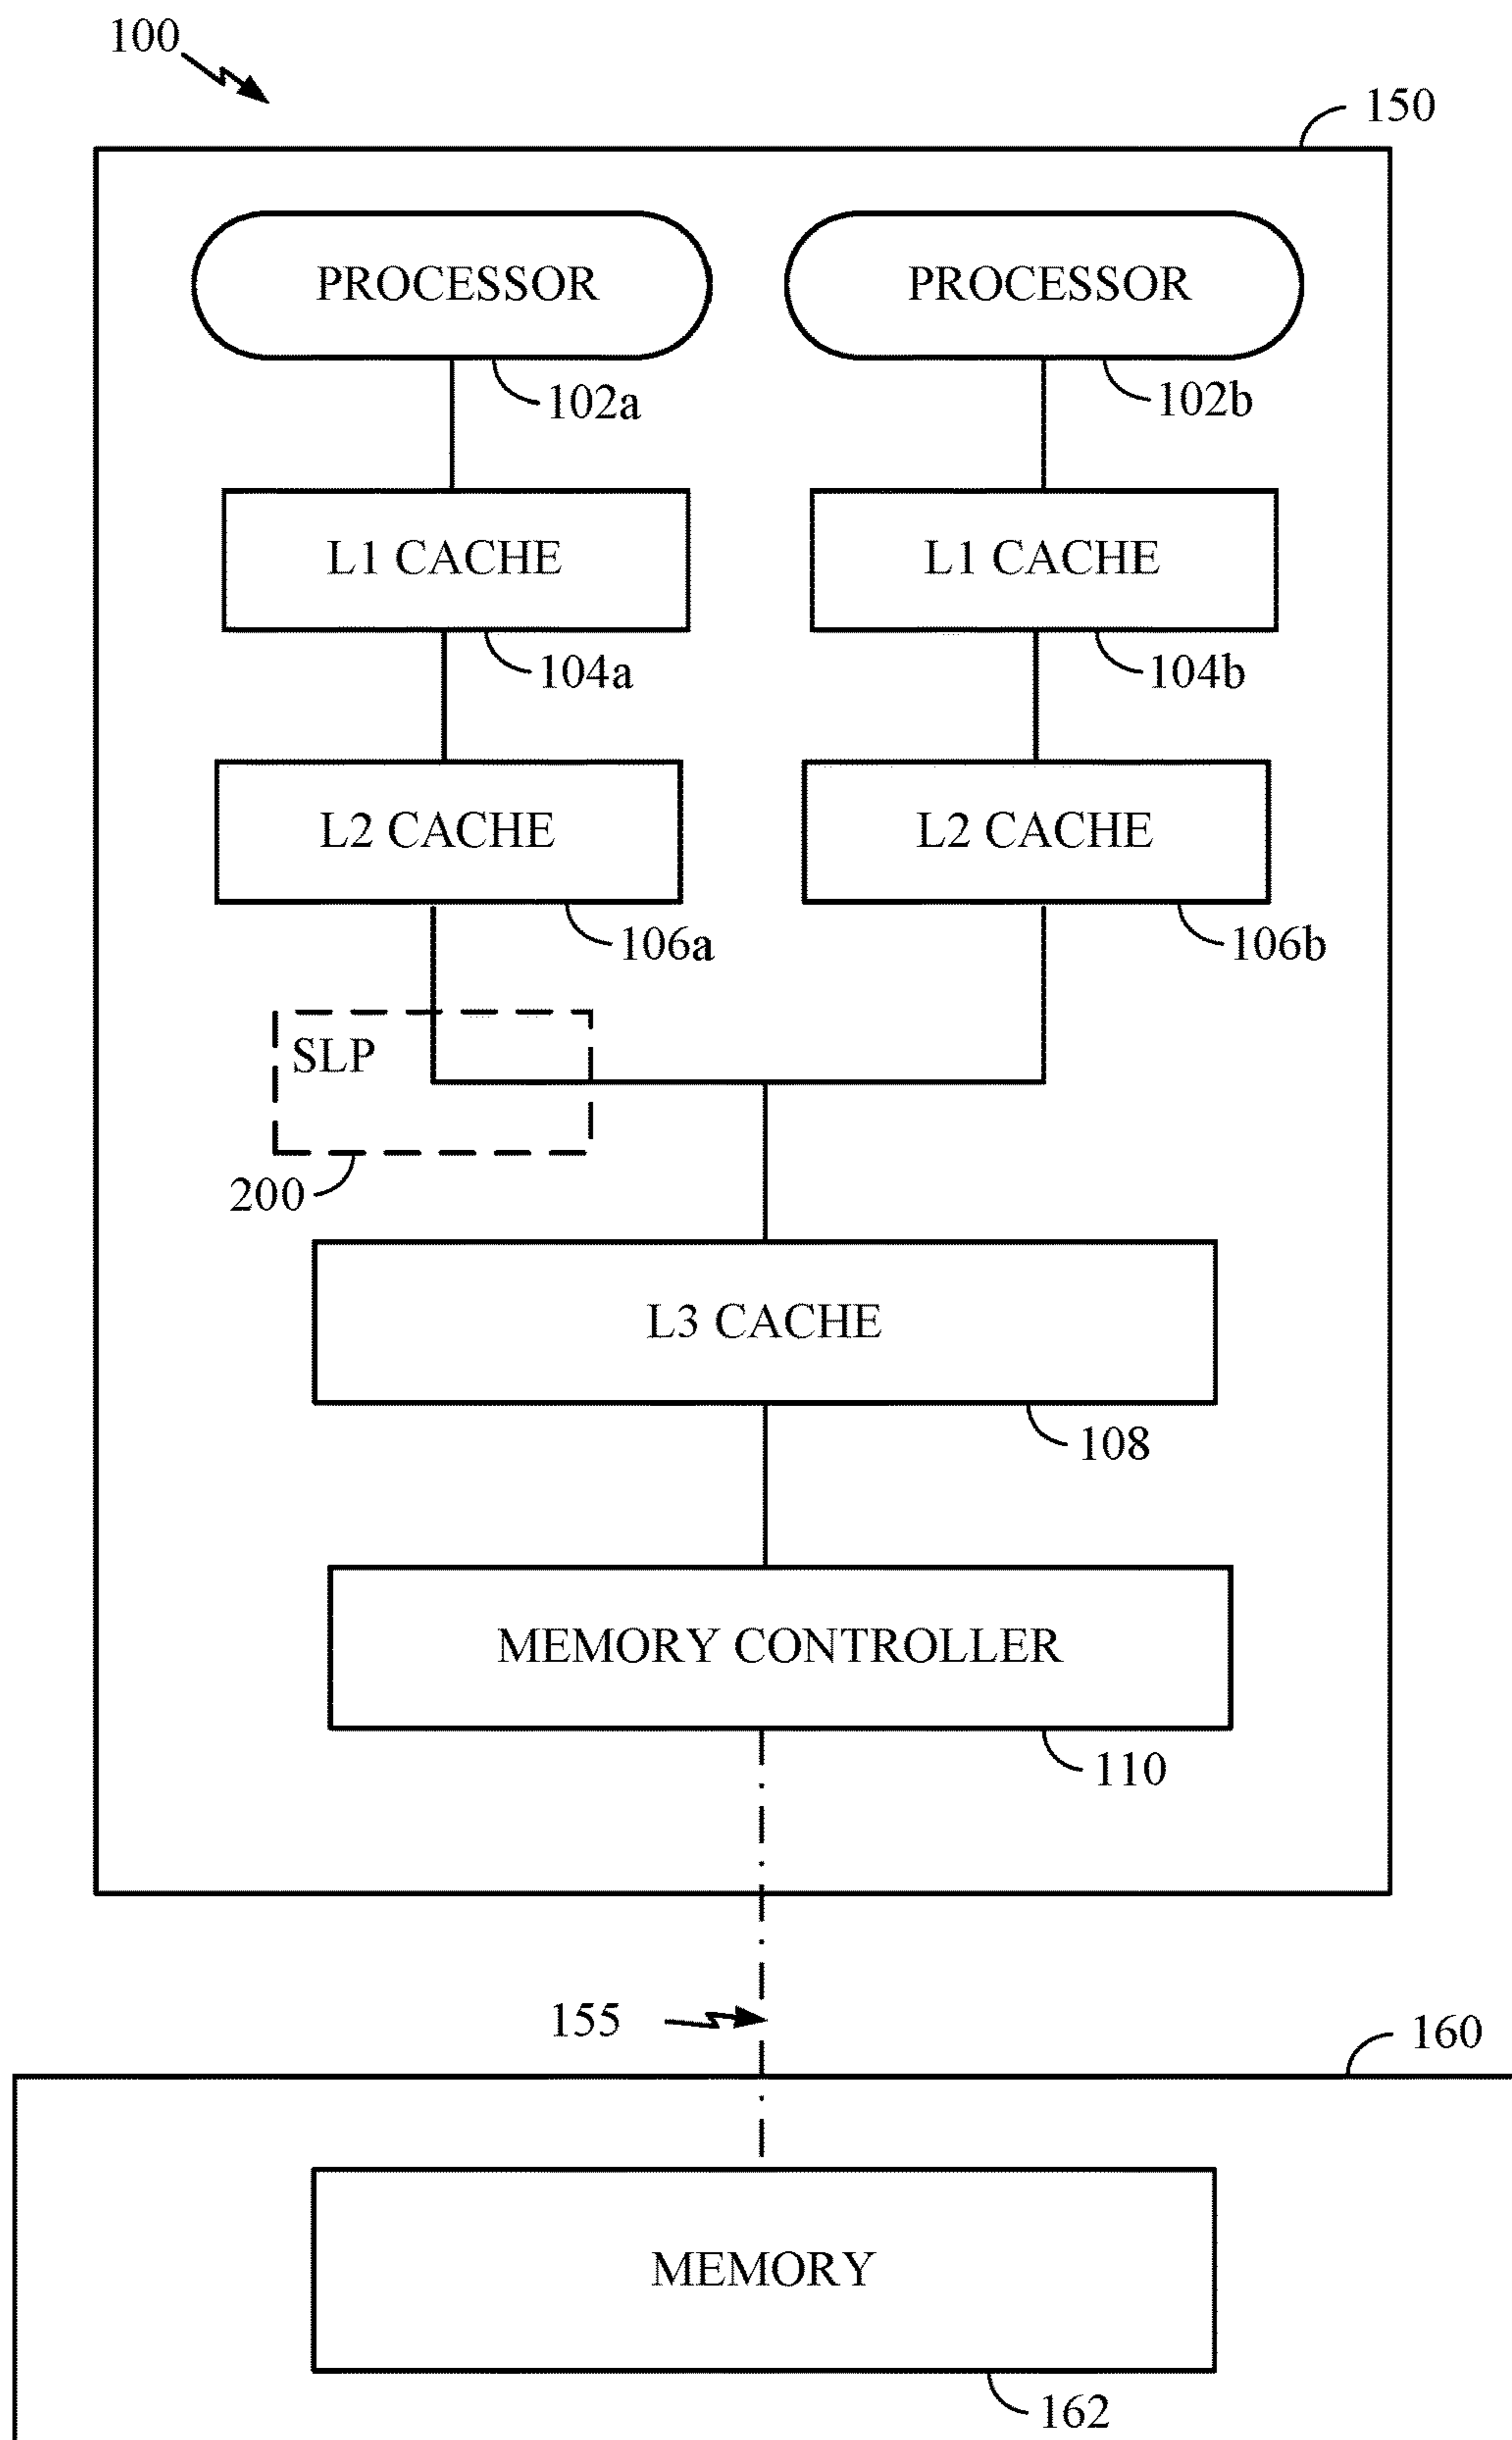 100
150
PROCESSOR PROCESSOR
102a 102b
L1 CACHE L1 CACHE
104a 104b
L2 CACHE L2 CACHE
106a 106b
SLP
200
L3 CACHE
108
MEMORY CONTROLLER
110
155
160
MEMORY
162